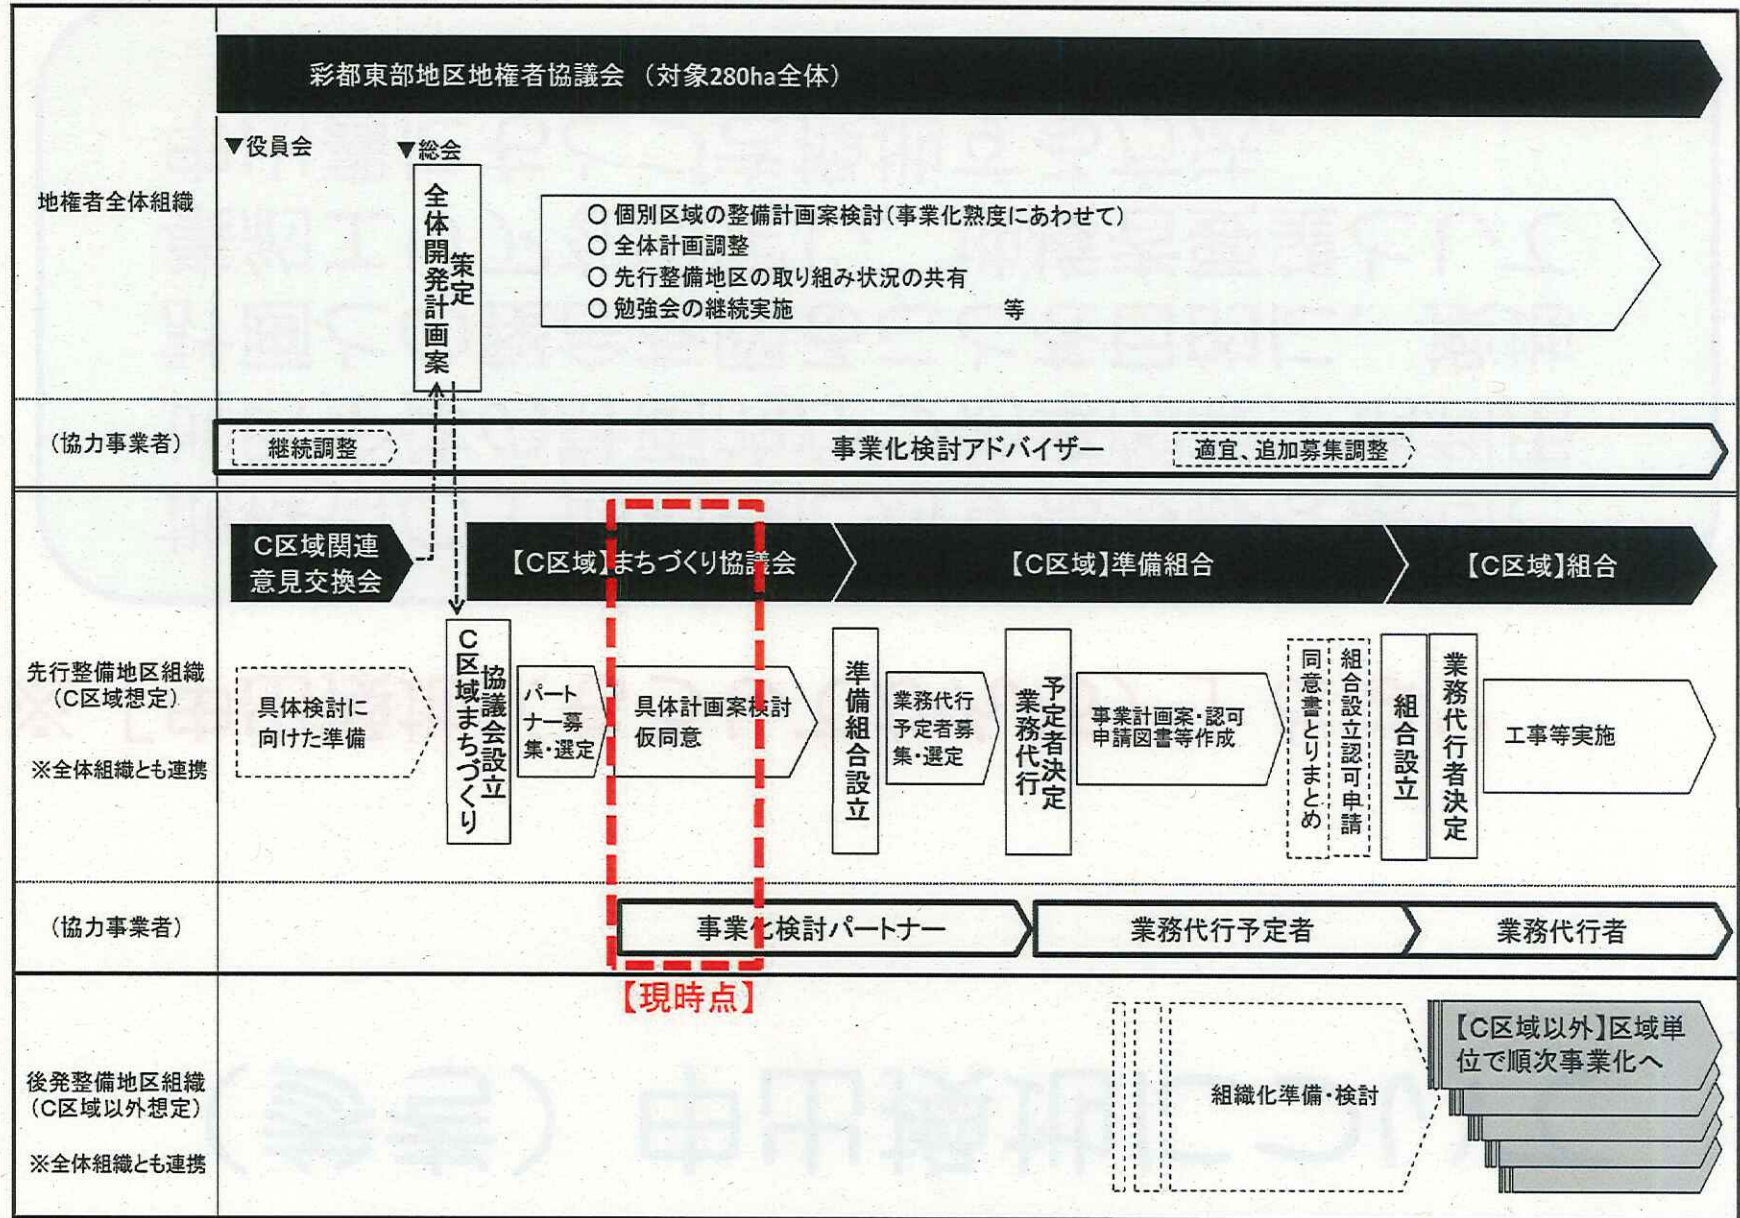 彩都東部地区地権者協議会 (対象280ha全体)
▼役員会
▼総会
地権者全体組織
全体開発計画案
策定
〇 個別区域の整備計画案検討(事業化熟度にあわせて)
〇 全体計画調整
〇 先行整備地区の取り組み状況の共有
〇 勉強会の継続実施 等
(協力事業者)
継続調整
事業化検討アドバイザー
適宜、追加募集調整
C区域関連
意見交換会
【C区域】まちづくり協議会
【C区域】準備組合
【C区域】組合
先行整備地区組織
(C区域想定)
※全体組織とも連携
具体検討に
向けた準備
C区域まちづくり
協議会設立
パート
ナー募
集・選定
具体計画案検討
仮同意
準備組合設立
業務代行
予定者募
集・選定
業務代行
予定者決定
事業計画案・認可
申請図書等作成
同意書とりまとめ
組合設立認可申請
組合設立
業務代行者決定
工事等実施
(協力事業者)
事業化検討パートナー
業務代行予定者
業務代行者
【現時点】
後発整備地区組織
(C区域以外想定)
※全体組織とも連携
組織化準備・検討
【C区域以外】区域単
位で順次事業化へ